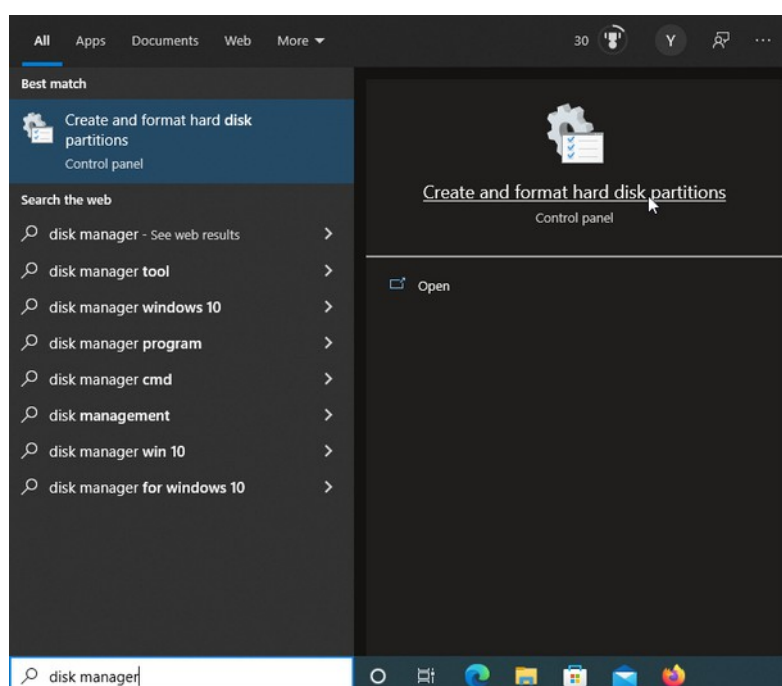 All Apps Documents Web More 30 Y ...
Best match
Create and format hard disk
partitions
Control panel
Search the web
disk manager - See web results
disk manager tool
disk manager windows 10
disk manager program
disk manager cmd
disk management
disk manager win 10
disk manager for windows 10
Create and format hard disk partitions
Control panel
Open
disk manager